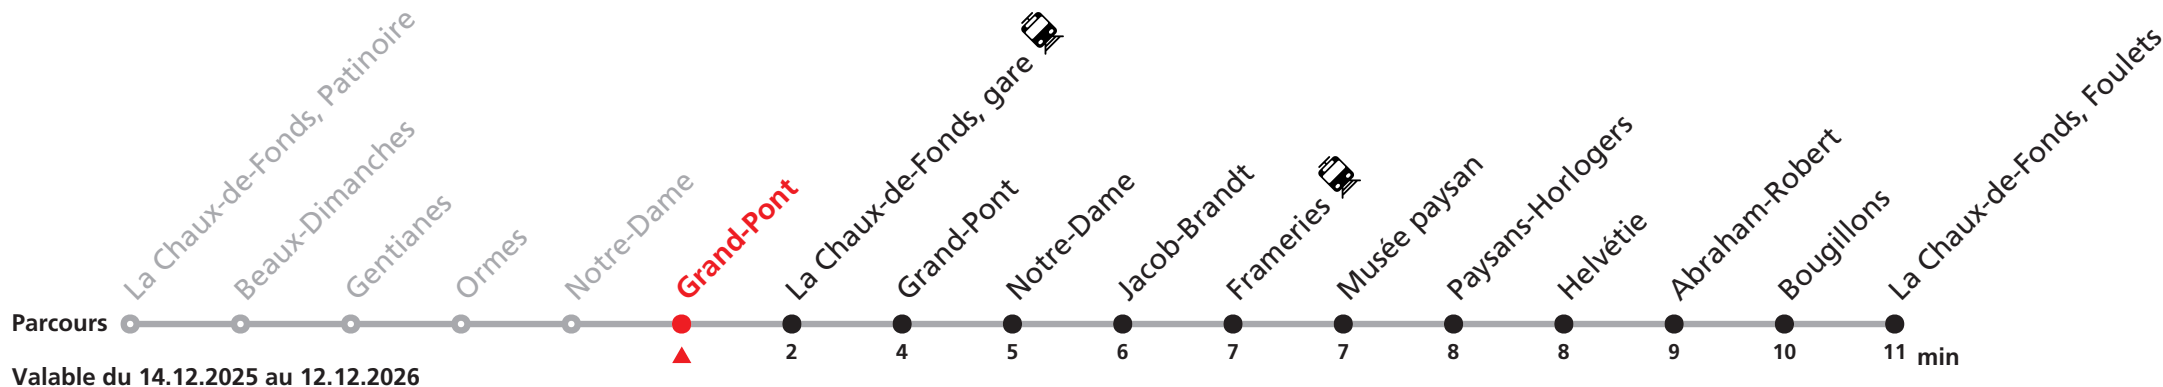 La Chaux-de-Fonds, Patinoire
Beaux-Dimanches
Gentianes
Ormes
Notre-Dame
Grand-Pont
La Chaux-de-Fonds, gare
Grand-Pont
Notre-Dame
Jacob-Brandt
Frameries
Musée paysan
Paysans-Horlogers
Helvétie
Abraham-Robert
Bougillons
La Chaux-de-Fonds, Foulets
Parcours
2 4 5 6 7 7 8 8 9 10 11 min
Valable du 14.12.2025 au 12.12.2026